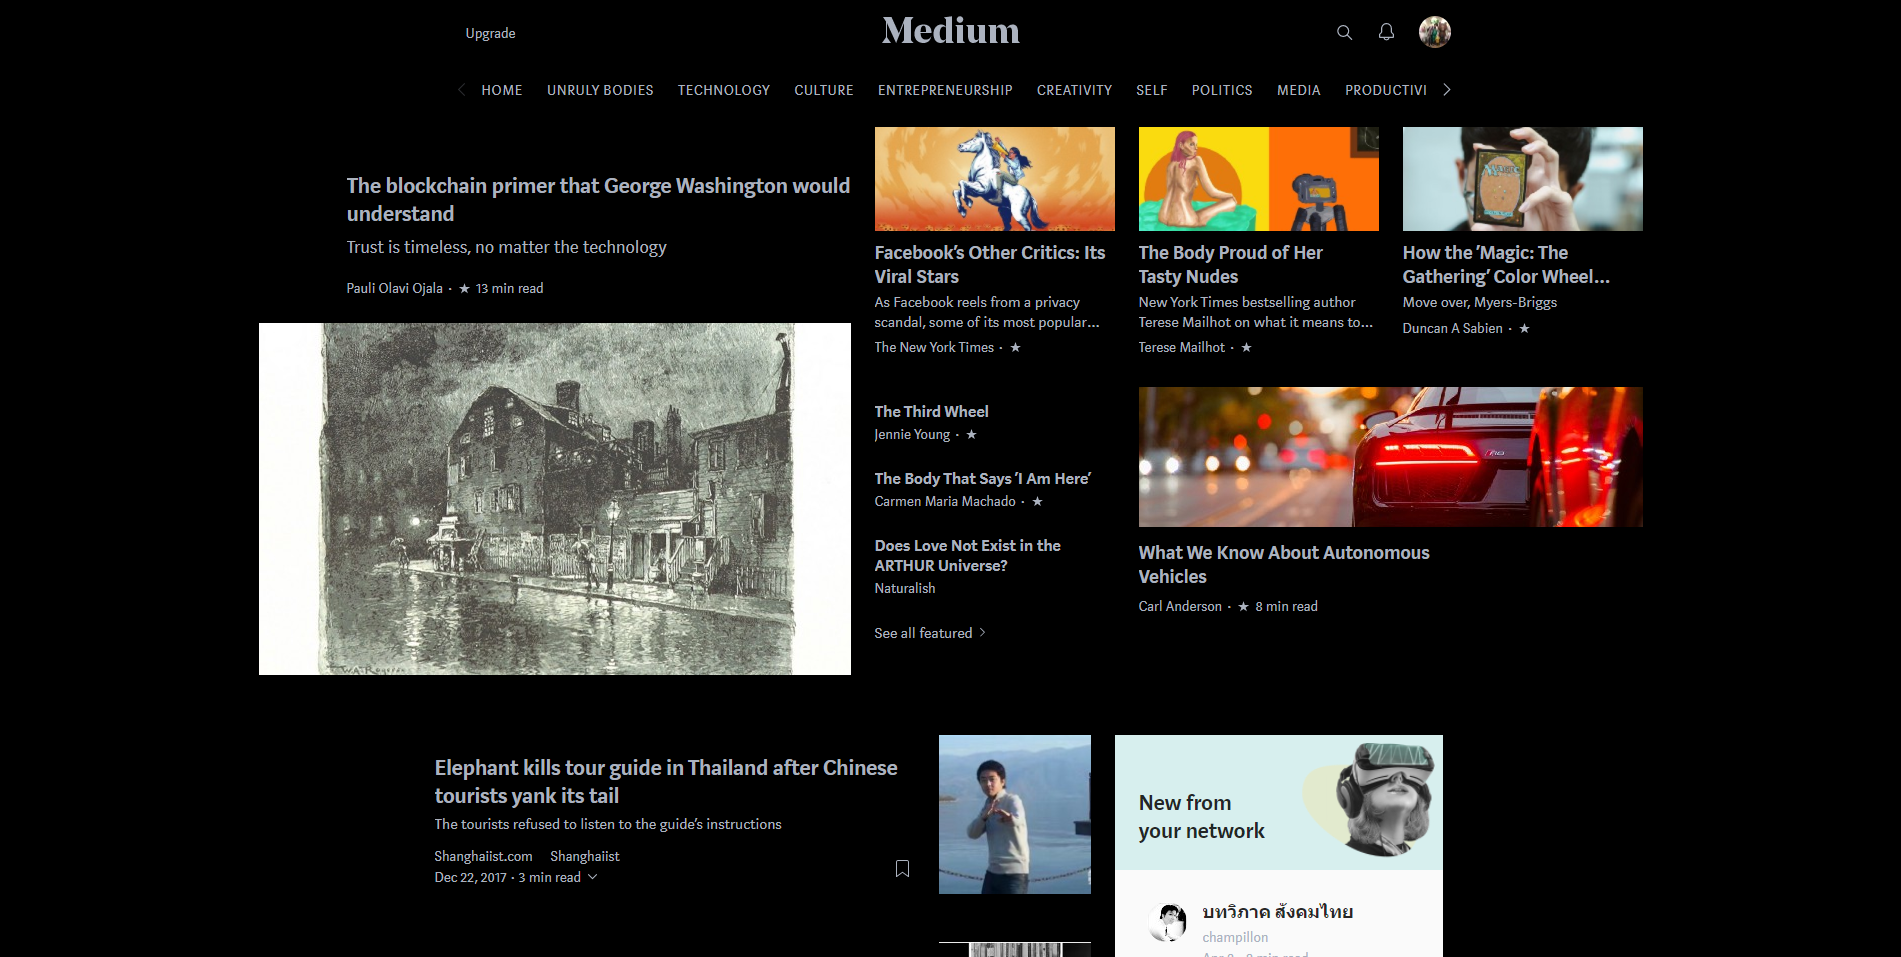 Upgrade
Medium
HOME UNRULY BODIES TECHNOLOGY CULTURE ENTREPRENEURSHIP CREATIVITY SELF POLITICS MEDIA PRODUCTIVI
The blockchain primer that George Washington would
understand
Trust is timeless, no matter the technology
Pauli Olavi Ojala · ★ 13 min read
Facebook's Other Critics: Its
Viral Stars
As Facebook reels from a privacy
scandal, some of its most popular...
The New York Times · ★
The Body Proud of Her
Tasty Nudes
New York Times bestselling author
Terese Mailhot on what it means to...
Terese Mailhot · ★
How the 'Magic: The
Gathering' Color Wheel...
Move over, Myers-Briggs
Duncan A Sabien · ★
The Third Wheel
Jennie Young · ★
The Body That Says 'I Am Here'
Carmen Maria Machado · ★
Does Love Not Exist in the
ARTHUR Universe?
Naturalish
See all featured
What We Know About Autonomous
Vehicles
Carl Anderson · ★ 8 min read
Elephant kills tour guide in Thailand after Chinese
tourists yank its tail
The tourists refused to listen to the guide's instructions
Shanghaiist.com Shanghaiist
Dec 22, 2017 · 3 min read
New from
your network
บทวิภาค สังคมไทย
champillon